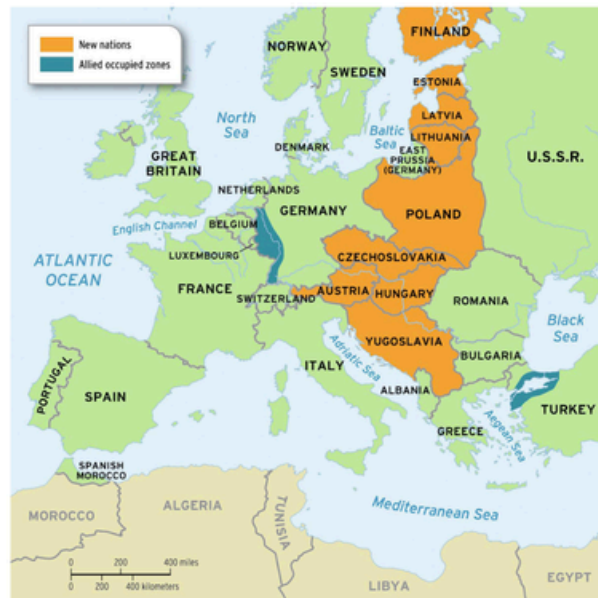 New nations
Allied occupied zones
FINLAND
NORWAY
SWEDEN
ESTONIA
LATVIA
LITHUANIA
North
Sea
Baltic
Sea
DENMARK
EAST
PRUSSIA
(GERMANY)
U.S.S.R.
GREAT
BRITAIN
NETHERLANDS
GERMANY
POLAND
English Channel
BELGIUM
LUXEMBOURG
CZECHOSLOVAKIA
ATLANTIC
OCEAN
FRANCE
SWITZERLAND
AUSTRIA
HUNGARY
ROMANIA
Black
Sea
YUGOSLAVIA
ITALY
Adriatic Sea
BULGARIA
PORTUGAL
SPAIN
ALBANIA
TURKEY
GREECE
Aegean Sea
SPANISH
MOROCCO
MOROCCO
ALGERIA
TUNISIA
Mediterranean Sea
0 200 400 miles
0 200 400 kilometers
LIBYA
EGYPT